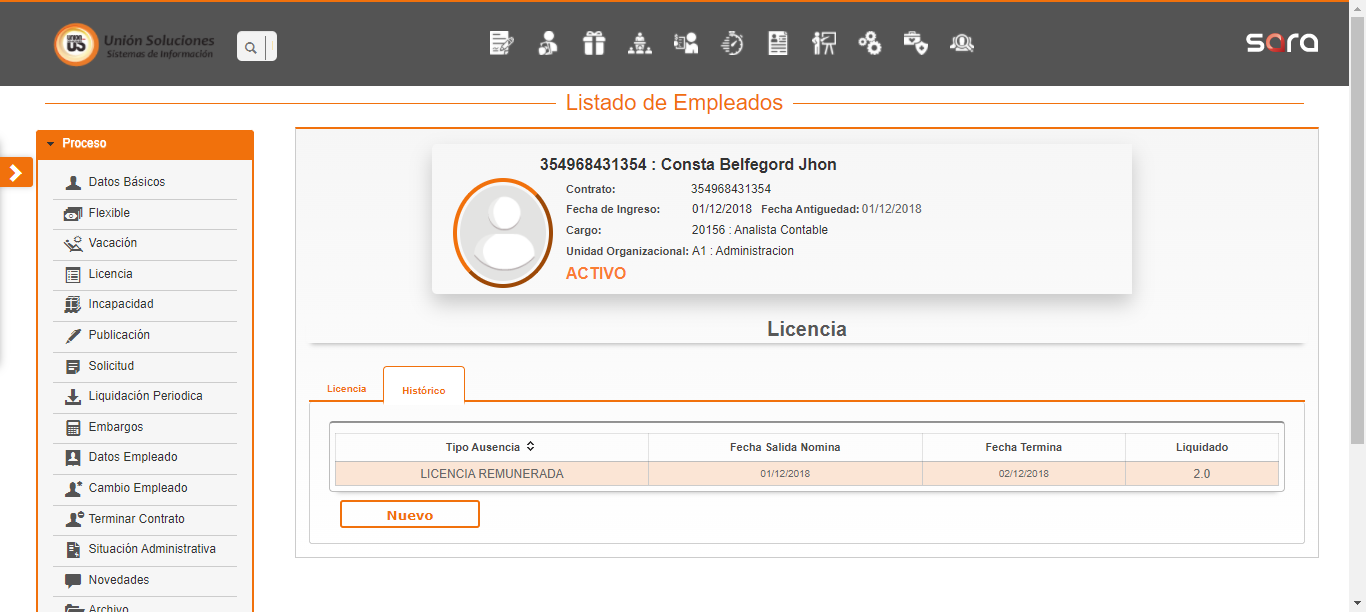 UNION
US
Unión Soluciones
Sistemas de Información
sara
Listado de Empleados
Proceso
Datos Básicos
Flexible
Vacación
Licencia
Incapacidad
Publicación
Solicitud
Liquidación Periodica
Embargos
Datos Empleado
Cambio Empleado
Terminar Contrato
Situación Administrativa
Novedades
Archivo
354968431354 : Consta Belfegord Jhon
Contrato: 354968431354
Fecha de Ingreso: 01/12/2018 Fecha Antiguedad: 01/12/2018
Cargo: 20156 : Analista Contable
Unidad Organizacional: A1 : Administracion
ACTIVO
Licencia
Licencia Histórico
Tipo Ausencia Fecha Salida Nomina Fecha Termina Liquidado
LICENCIA REMUNERADA 01/12/2018 02/12/2018 2.0
Nuevo